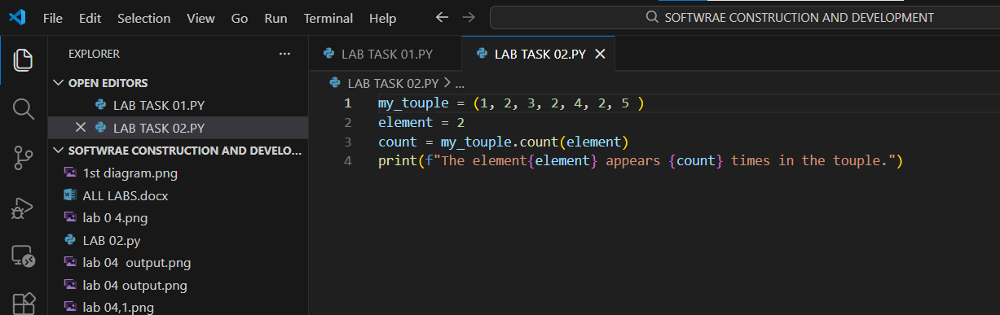 File Edit Selection View Go Run Terminal Help ← → SOFTWRAE CONSTRUCTION AND DEVELOPMENT
EXPLORER ...
OPEN EDITORS
LAB TASK 01.PY
LAB TASK 02.PY
SOFTWRAE CONSTRUCTION AND DEVELO...
1st diagram.png
ALL LABS.docx
lab 0 4.png
LAB 02.py
lab 04  output.png
lab 04 output.png
lab 04,1.png
LAB TASK 01.PY LAB TASK 02.PY
LAB TASK 02.PY > ...
1 my_touple = (1, 2, 3, 2, 4, 2, 5 )
2 element = 2
3 count = my_touple.count(element)
4 print(f"The element{element} appears {count} times in the touple.")